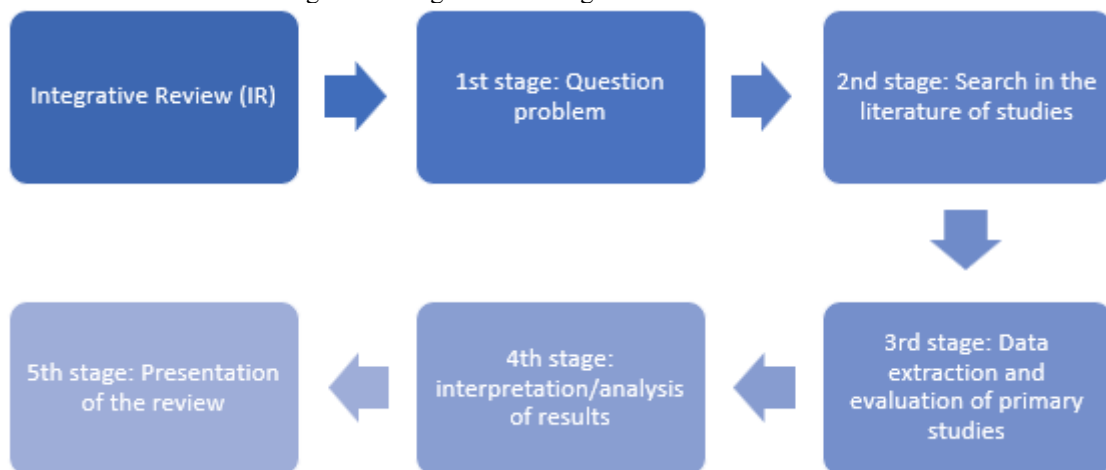 Integrative Review (IR)
1st stage: Question
problem
2nd stage: Search in the
literature of studies
3rd stage: Data
extraction and
evaluation of primary
studies
4th stage:
interpretation/analysis
of results
5th stage: Presentation
of the review